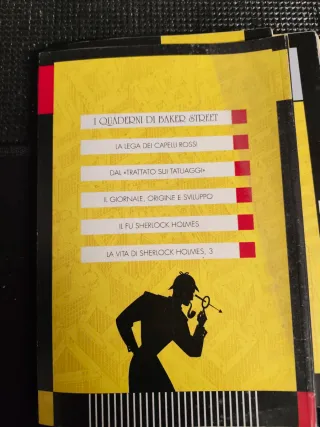 I QUADERNI DI BAKER STREET
LA LEGA DEI CAPELLI ROSSI
DAL «TRATTATO SUI TATUAGGI»
IL GIORNALE, ORIGINE E SVILUPPO
IL FU SHERLOCK HOLMES
LA VITA DI SHERLOCK HOLMES, 3